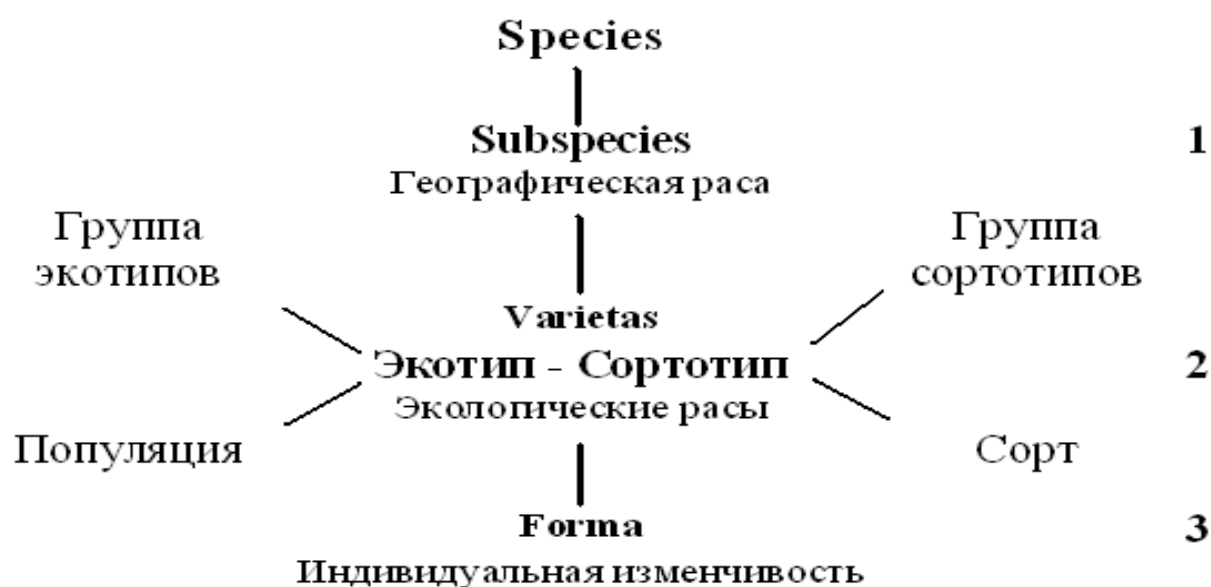 Species
Subspecies 1
Географическая раса
Группа Группа
экотипов сортотипов
Varietas
Экотип - Сортотип 2
Экологические расы
Популяция Сорт
Forma 3
Индивидуальная изменчивость